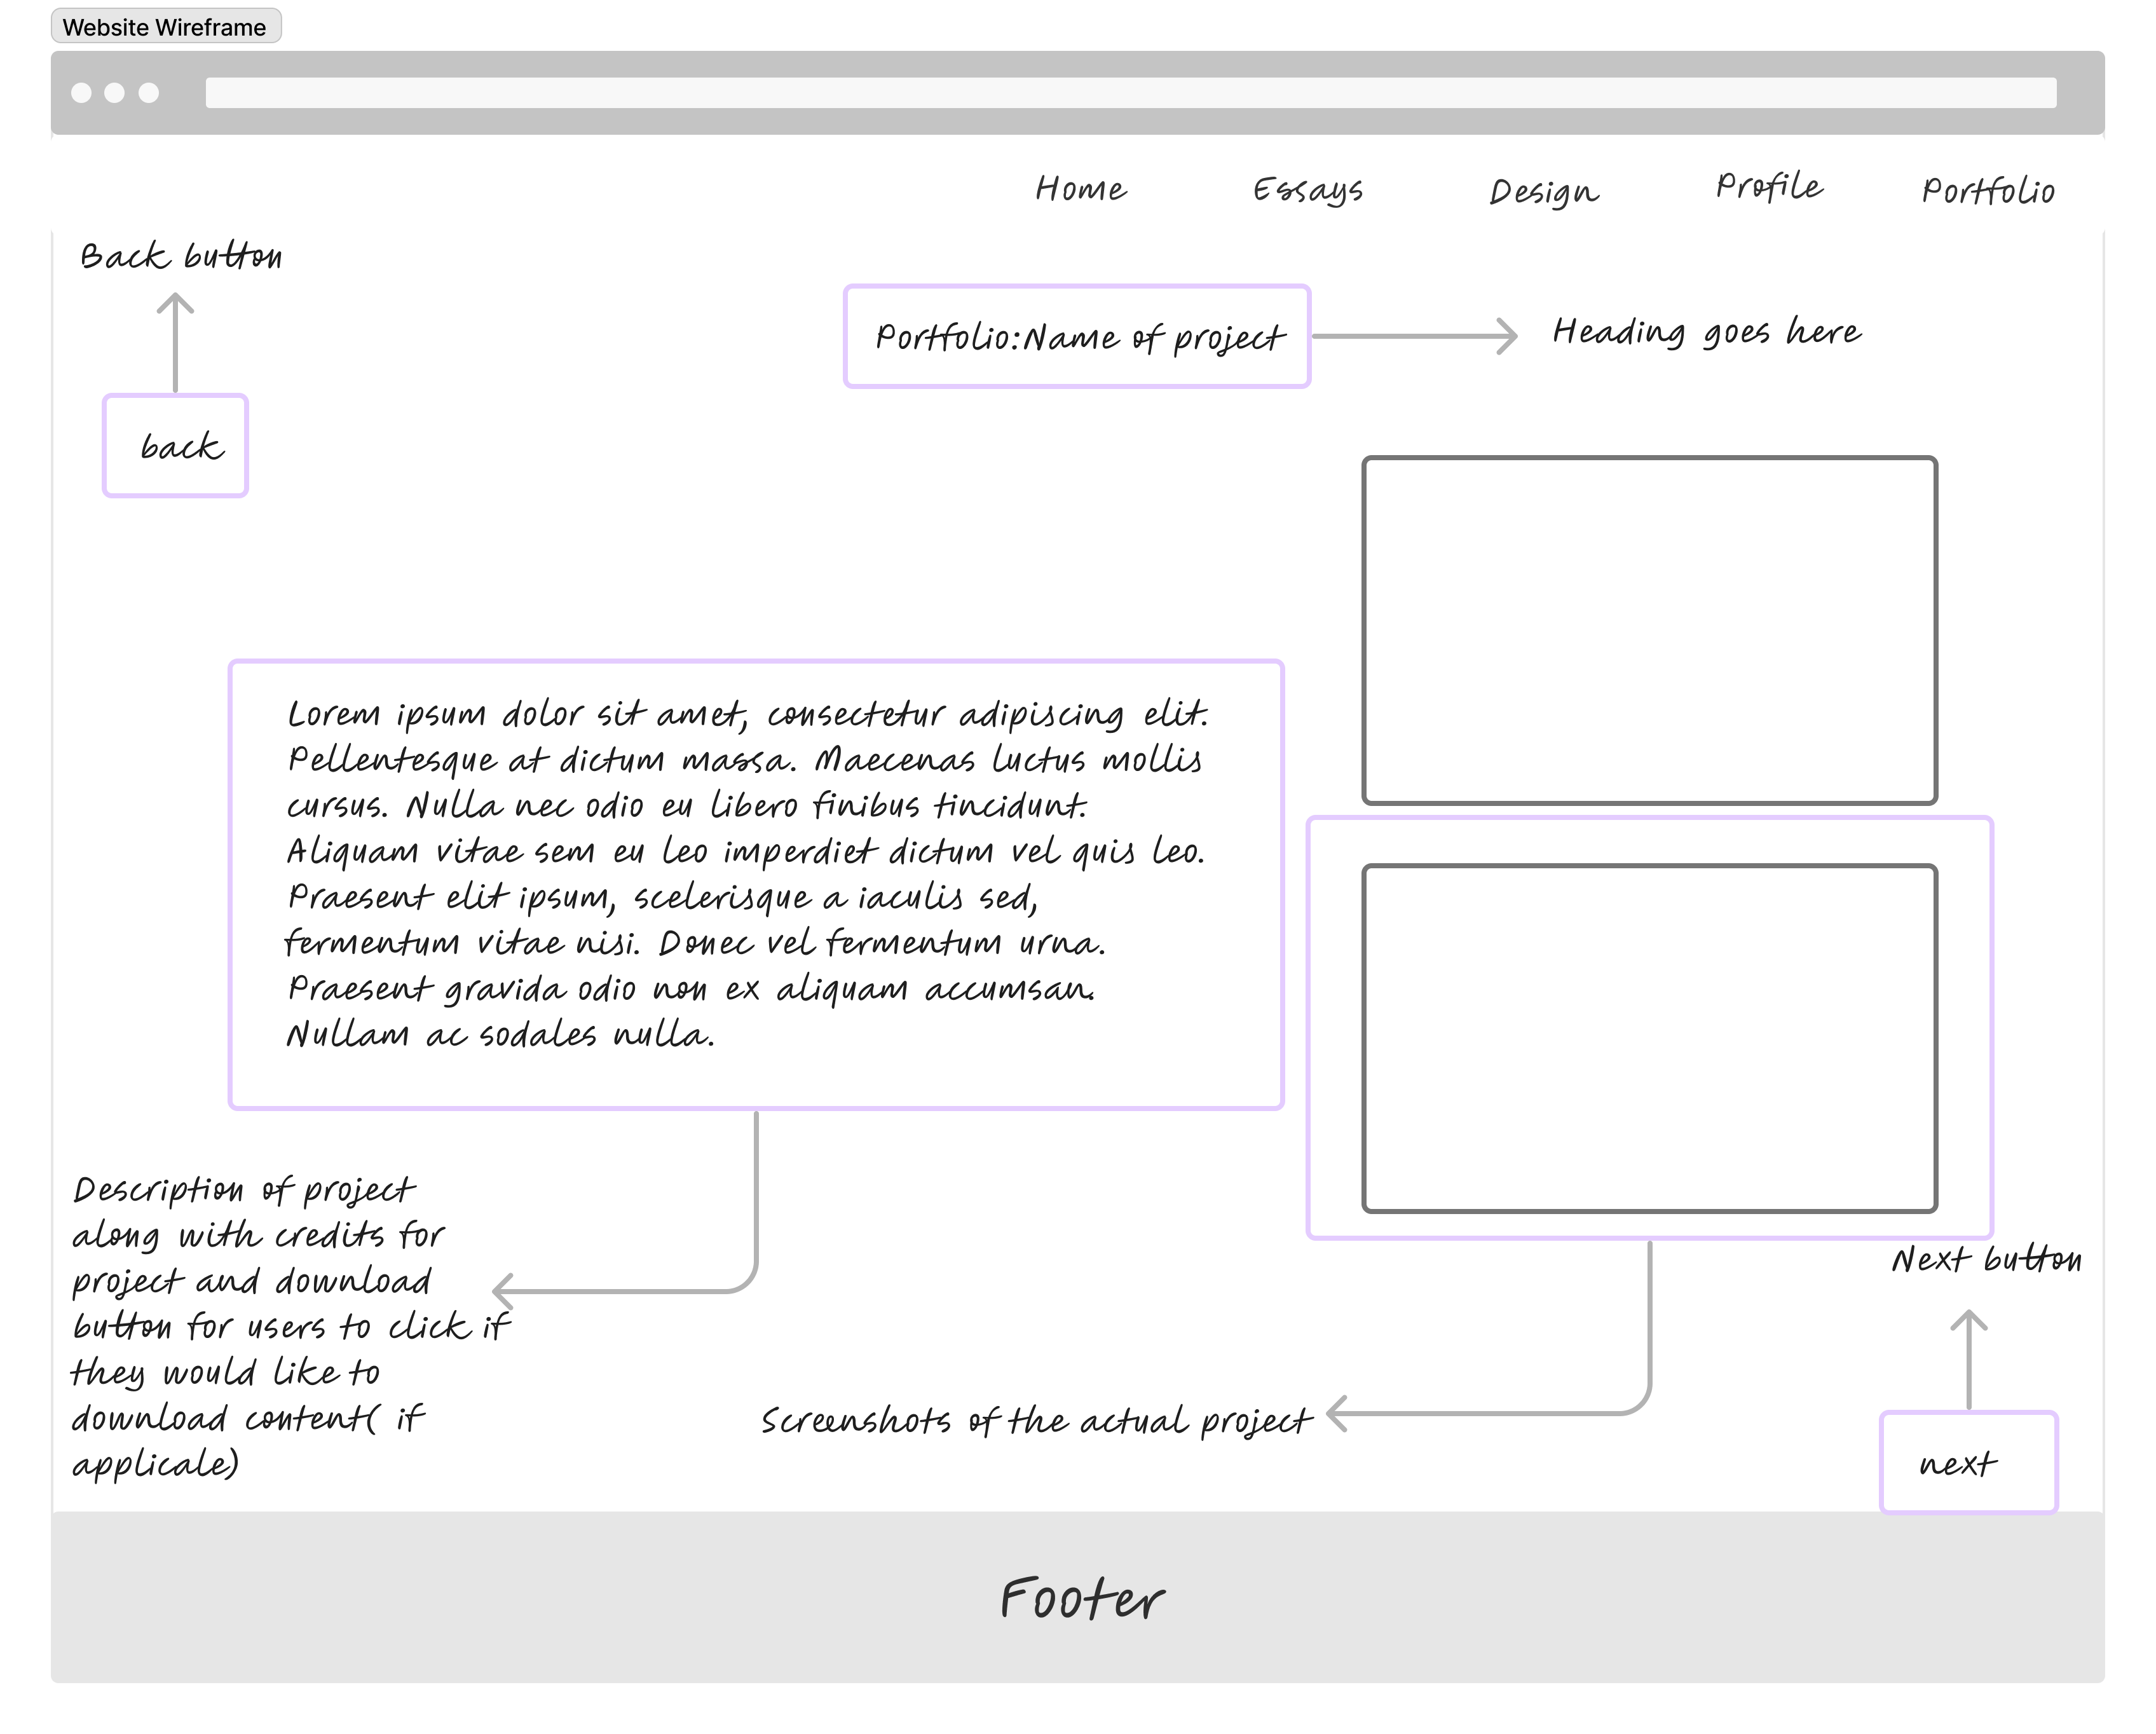 Website Wireframe
Home Essays Design Profile Portfolio
Back button
Portfolio:Name of project
Heading goes here
back
Lorem ipsum dolor sit amet, consectetur adipiscing elit.
Pellentesque at dictum massa. Maecenas luctus mollis
cursus. Nulla nec odio eu libero finibus tincidunt.
Aliquam vitae sem eu leo imperdiet dictum vel quis leo.
Praesent elit ipsum, scelerisque a iaculis sed,
fermentum vitae nisi. Donec vel fermentum urna.
Praesent gravida odio non ex aliquam accumsan.
Nullam ac sodales nulla.
Description of project
along with credits for
project and download
button for users to click if
they would like to
download content( if
applicale)
Screenshots of the actual project
Next button
next
Footer